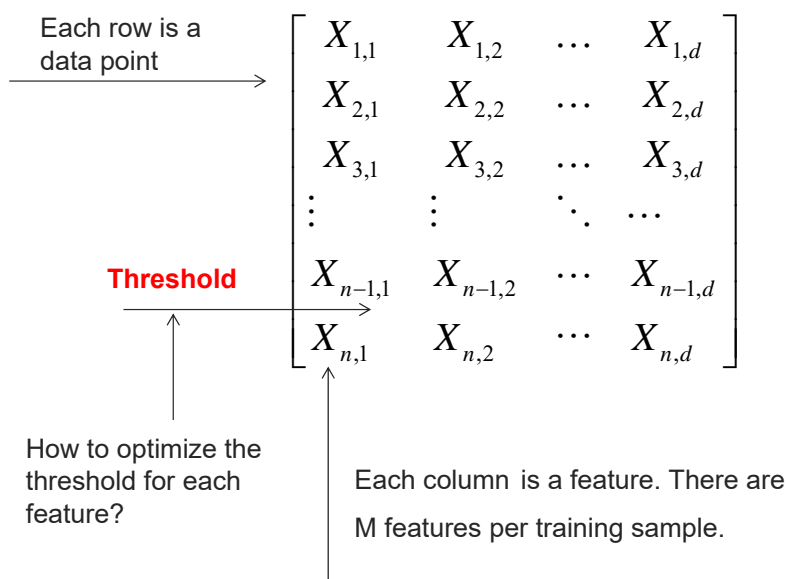 Each row is a
data point
X₁,₁ X₁,₂ … X₁,d
X₂,₁ X₂,₂ … X₂,d
X₃,₁ X₃,₂ … X₃,d
⋮ ⋮ ⋱ …
Threshold
Xₙ₋₁,₁ Xₙ₋₁,₂ … Xₙ₋₁,d
Xₙ,₁ Xₙ,₂ … Xₙ,d
How to optimize the
threshold for each
feature?
Each column is a feature. There are
M features per training sample.